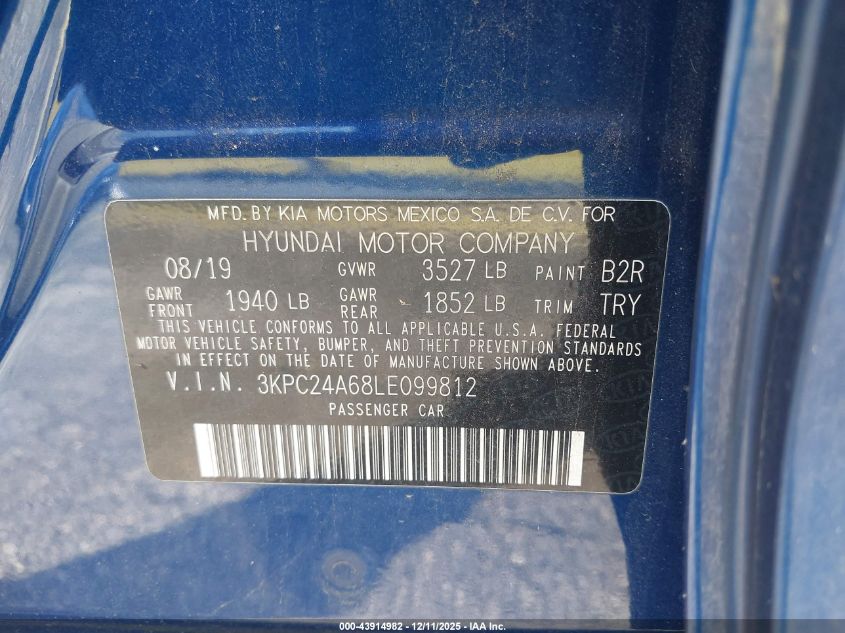 MFD. BY KIA MOTORS MEXICO S.A. DE C.V. FOR
HYUNDAI MOTOR COMPANY
08/19 GVWR 3527 LB PAINT B2R
GAWR FRONT 1940 LB GAWR REAR 1852 LB TRIM TRY
THIS VEHICLE CONFORMS TO ALL APPLICABLE U.S.A. FEDERAL
MOTOR VEHICLE SAFETY, BUMPER, AND THEFT PREVENTION STANDARDS
IN EFFECT ON THE DATE OF MANUFACTURE SHOWN ABOVE.
V.I.N. 3KPC24A68LE099812
PASSENGER CAR
KIA
000-43914982 - 12/11/2025 - IAA Inc.